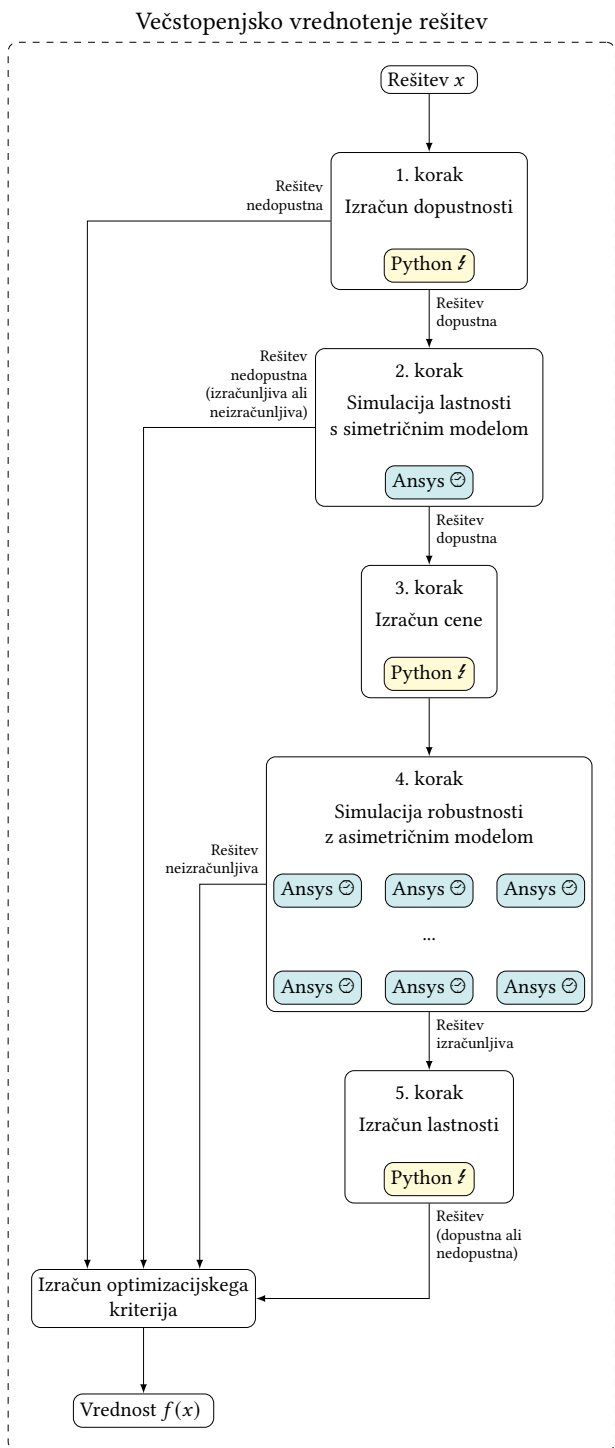 Večstopenjsko vrednotenje rešitev
Rešitev x
1. korak
Izračun dopustnosti
Python
Rešitev
nedopustna
Rešitev
dopustna
2. korak
Simulacija lastnosti
s simetričnim modelom
Ansys
Rešitev
nedopustna
(izračunljiva ali
neizračunljiva)
Rešitev
dopustna
3. korak
Izračun cene
Python
4. korak
Simulacija robustnosti
z asimetričnim modelom
Ansys Ansys Ansys
...
Ansys Ansys Ansys
Rešitev
neizračunljiva
Rešitev
izračunljiva
5. korak
Izračun lastnosti
Python
Rešitev
(dopustna ali
nedopustna)
Izračun optimizacijskega
kriterija
Vrednost f(x)